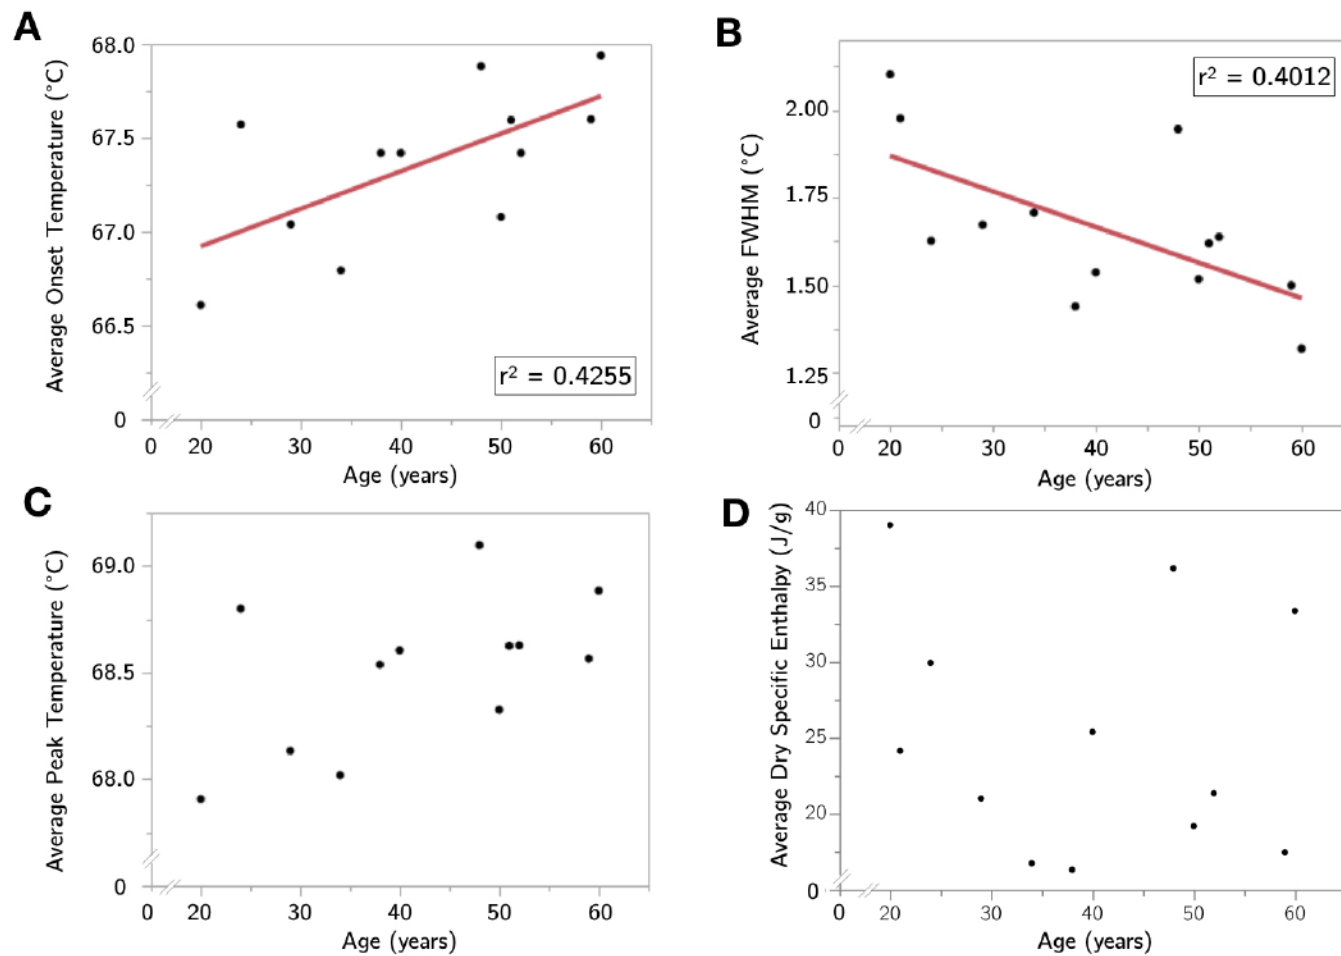 A
Average Onset Temperature (°C)
68.0
67.5
67.0
66.5
0
r² = 0.4255
0 20 30 40 50 60
Age (years)
B
Average FWHM (°C)
2.00
1.75
1.50
1.25
0
r² = 0.4012
0 20 30 40 50 60
Age (years)
C
Average Peak Temperature (°C)
69.0
68.5
68.0
0
0 20 30 40 50 60
Age (years)
D
Average Dry Specific Enthalpy (J/g)
40
35
30
25
20
0
0 20 30 40 50 60
Age (years)